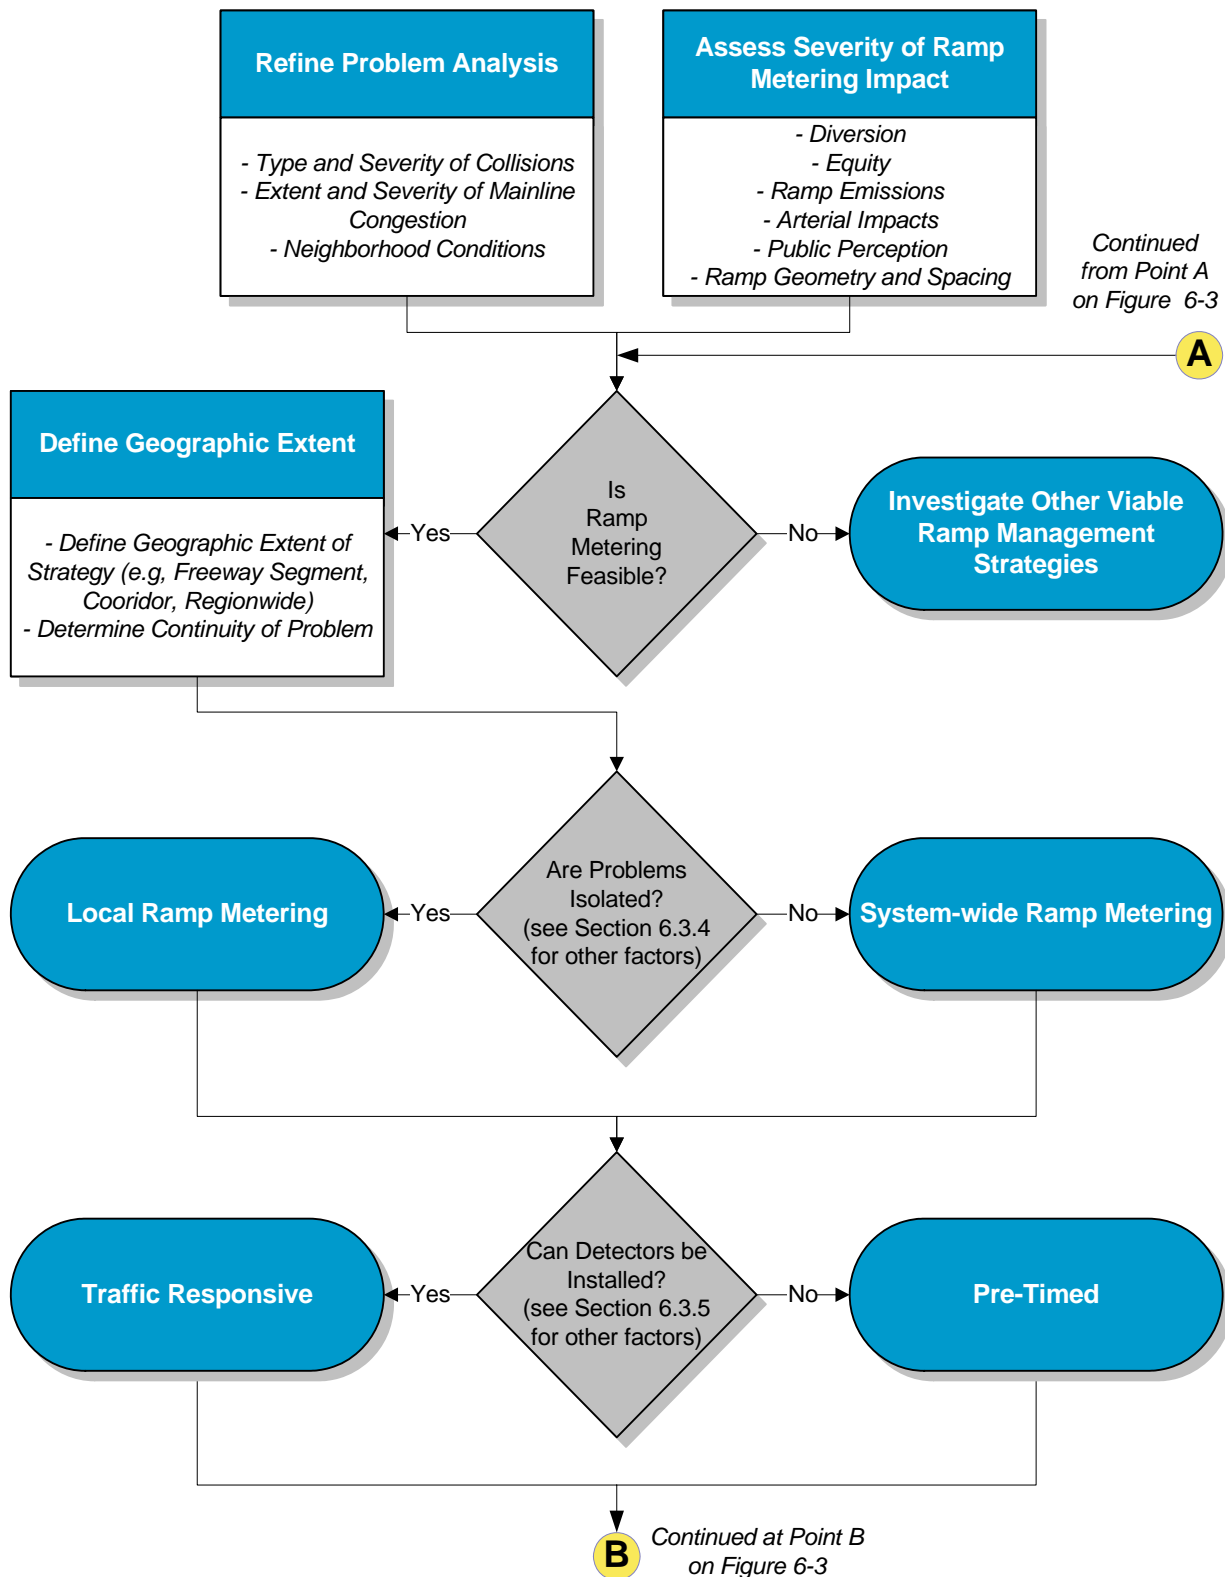 Refine Problem Analysis
- Type and Severity of Collisions
- Extent and Severity of Mainline
Congestion
- Neighborhood Conditions
Assess Severity of Ramp
Metering Impact
- Diversion
- Equity
- Ramp Emissions
- Arterial Impacts
- Public Perception
- Ramp Geometry and Spacing
Continued
from Point A
on Figure 6-3
A
Define Geographic Extent
- Define Geographic Extent of
Strategy (e.g, Freeway Segment,
Cooridor, Regionwide)
- Determine Continuity of Problem
Yes
Is
Ramp
Metering
Feasible?
No
Investigate Other Viable
Ramp Management
Strategies
Local Ramp Metering
Yes
Are Problems
Isolated?
(see Section 6.3.4
for other factors)
No
System-wide Ramp Metering
Traffic Responsive
Yes
Can Detectors be
Installed?
(see Section 6.3.5
for other factors)
No
Pre-Timed
B
Continued at Point B
on Figure 6-3